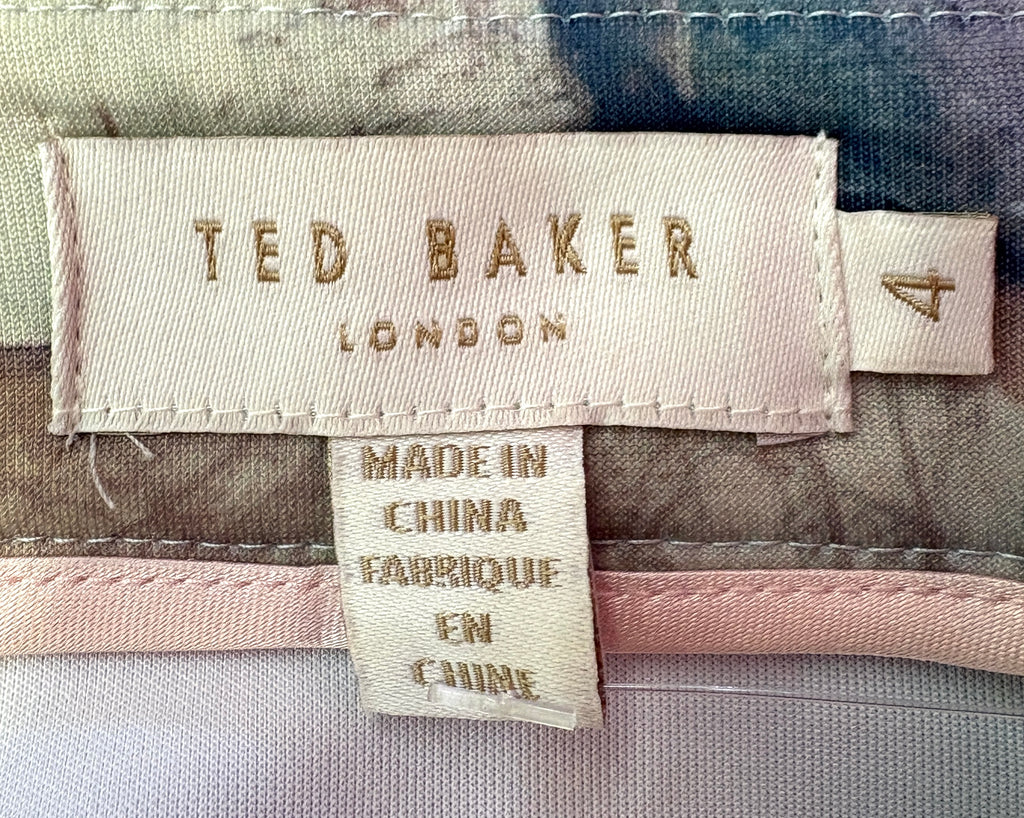 TED BAKER
LONDON
4
MADE IN
CHINA
FABRIQUE
EN
CHINE